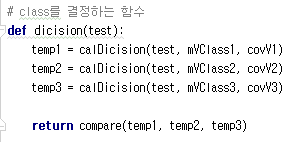 # class를 결정하는 함수
def dicision(test):
    temp1 = calDicision(test, mVClass1, covV1)
    temp2 = calDicision(test, mVClass2, covV2)
    temp3 = calDicision(test, mVClass3, covV3)
    return compare(temp1, temp2, temp3)